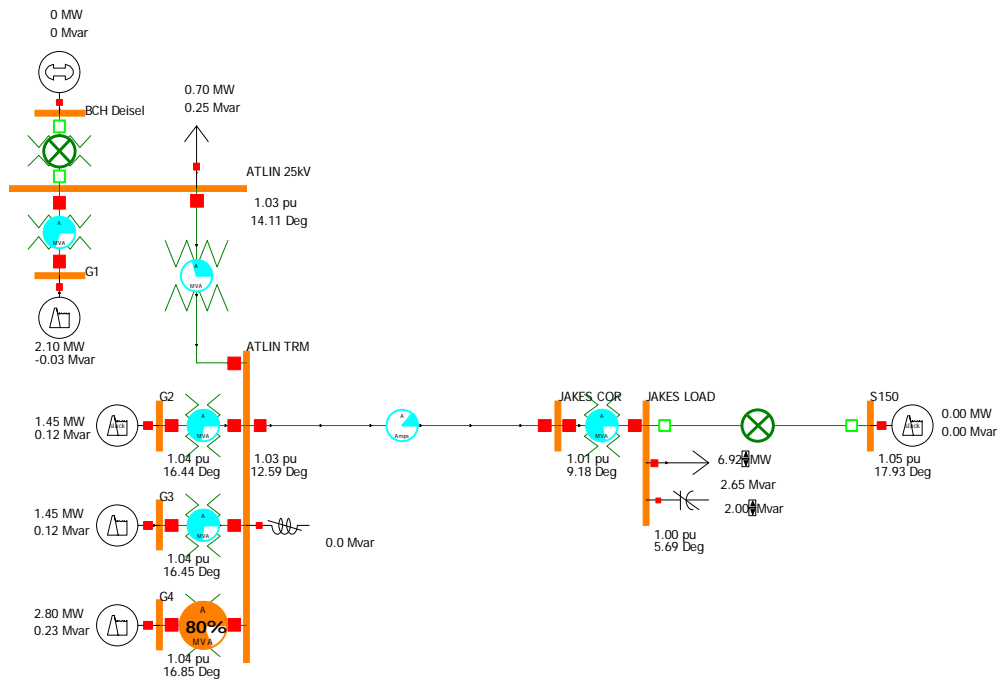 0 MW
0 Mvar
BCH Deisel
0.70 MW
0.25 Mvar
ATLIN 25kV
1.03 pu
14.11 Deg
A
MVA
A
MVA
G1
2.10 MW
-0.03 Mvar
ATLIN TRM
G2
1.45 MW
0.12 Mvar
slack
A
MVA
1.04 pu
16.44 Deg
1.03 pu
12.59 Deg
A
Amps
JAKES COR
A
MVA
1.01 pu
9.18 Deg
JAKES LOAD
6.92 MW
2.65 Mvar
2.00 Mvar
1.00 pu
5.69 Deg
S150
slack
0.00 MW
0.00 Mvar
1.05 pu
17.93 Deg
G3
1.45 MW
0.12 Mvar
A
MVA
1.04 pu
16.45 Deg
0.0 Mvar
G4
2.80 MW
0.23 Mvar
A
80%
MVA
1.04 pu
16.85 Deg